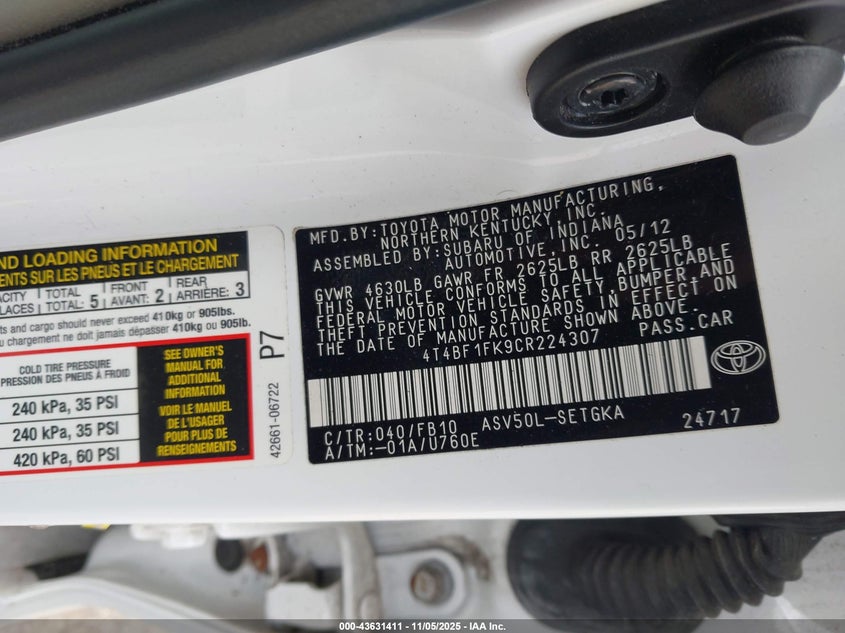 ND LOADING INFORMATION
ENTS SUR LES PNEUS ET LE CHARGEMENT
ACITY TOTAL 5 FRONT 2 REAR 3
PLACES TOTAL: AVANT: ARRIÈRE:
nts and cargo should never exceed 410kg or 905lbs.
u chargement ne doit jamais dépasser 410kg ou 905lb.
COLD TIRE PRESSURE
PRESSION DES PNEUS À FROID
240 kPa, 35 PSI
240 kPa, 35 PSI
420 kPa, 60 PSI
SEE OWNER'S
MANUAL FOR
ADDITIONAL
INFORMATION
VOIR LE MANUEL
DE L'USAGER
POUR PLUS DE
RENSEIGNEMENTS
P7
42661-06722
MFD.BY: TOYOTA MOTOR MANUFACTURING,
NORTHERN KENTUCKY, INC.
ASSEMBLED BY: SUBARU OF INDIANA
AUTOMOTIVE, INC. 05/12
GVWR 4630LB GAWR FR 2625LB RR 2625LB
THIS VEHICLE CONFORMS TO ALL APPLICABLE
FEDERAL MOTOR VEHICLE SAFETY, BUMPER, AND
THEFT PREVENTION STANDARDS IN EFFECT ON
THE DATE OF MANUFACTURE SHOWN ABOVE.
4T4BF1FK9CR224307 PASS.CAR
C/TR:040/FB10 ASV50L-SETGKA 24717
A/TM:-01A/U760E
000-43631411 - 11/05/2025 - IAA Inc.